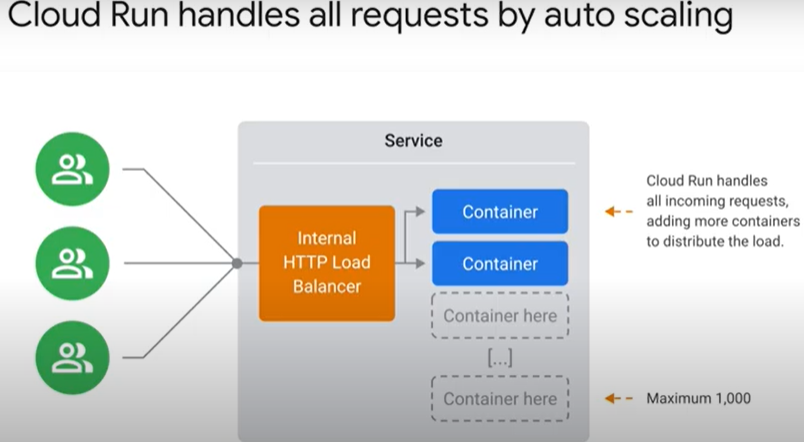 Cloud Run handles all requests by auto scaling
Service
Internal
HTTP Load
Balancer
Container
Container
Container here
[...]
Container here
Cloud Run handles
all incoming requests,
adding more containers
to distribute the load.
Maximum 1,000